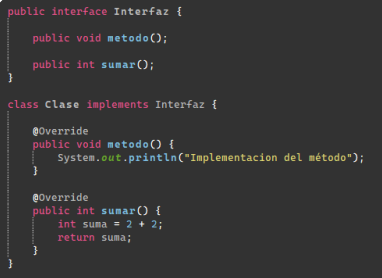 public interface Interfaz {
public void metodo();
public int sumar();
}
class Clase implements Interfaz {
@Override
public void metodo() {
System.out.println("Implementacion del método");
}
@Override
public int sumar() {
int suma = 2 + 2;
return suma;
}
}